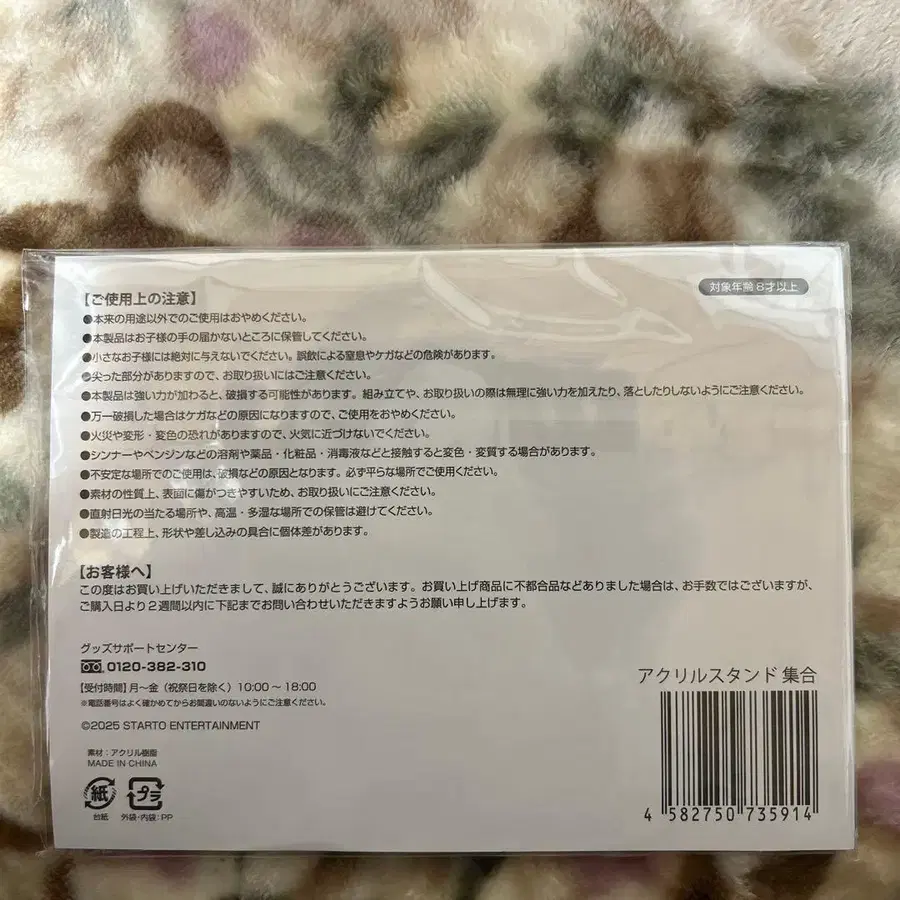 対象年齢 8才以上
【ご使用上の注意】
●本来の用途以外でのご使用はおやめください。
●本製品はお子様の手の届かないところに保管してください。
●小さなお子様には絶対に与えないでください。誤飲による窒息やケガなどの危険があります。
●尖った部分がありますので、お取り扱いにはご注意ください。
●本製品は強い力が加わると、破損する可能性があります。組み立てや、お取り扱いの際は無理に強い力を加えたり、落としたりしないようにご注意ください。
●万一破損した場合はケガなどの原因になりますので、ご使用をおやめください。
●火災や変形・変色の恐れがありますので、火気に近づけないでください。
●シンナーやベンジンなどの溶剤や薬品・化粧品・消毒液などと接触すると変色・変質する場合があります。
●不安定な場所でのご使用は、破損などの原因となります。必ず平らな場所でご使用ください。
●素材の性質上、表面に傷がつきやすいため、お取り扱いにご注意ください。
●直射日光の当たる場所や、高温・多湿な場所での保管は避けてください。
●製造の工程上、形状や差し込みの具合に個体差があります。
【お客様へ】
この度はお買い上げいただきまして、誠にありがとうございます。お買い上げ商品に不都合品などありました場合は、お手数ではございますが、
ご購入日より2週間以内に下記までお問い合わせいただきますようお願い申し上げます。
グッズサポートセンター
0120-382-310
【受付時間】月～金（祝祭日を除く）10:00～18:00
※電話番号はよく確かめてからお間違いのないようにご注意ください。
©2025 STARTO ENTERTAINMENT
素材：アクリル樹脂
MADE IN CHINA
紙
プラ
台紙
外袋・内袋：PP
アクリルスタンド 集合
4 582750 735914